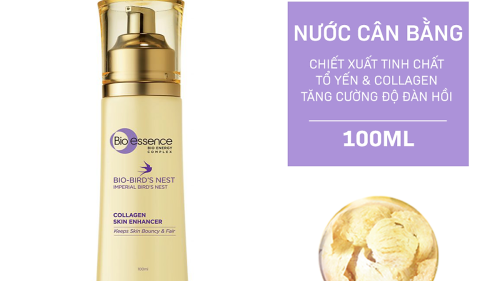 Bio essence
BIO ENERGY
COMPLEX
BIO-BIRD'S NEST
IMPERIAL BIRD'S NEST
COLLAGEN
SKIN ENHANCER
Keeps Skin Bouncy & Fair
100ml
NƯỚC CÂN BẰNG
CHIẾT XUẤT TINH CHẤT
TỔ YẾN & COLLAGEN
TĂNG CƯỜNG ĐỘ ĐÀN HỒI
100ML